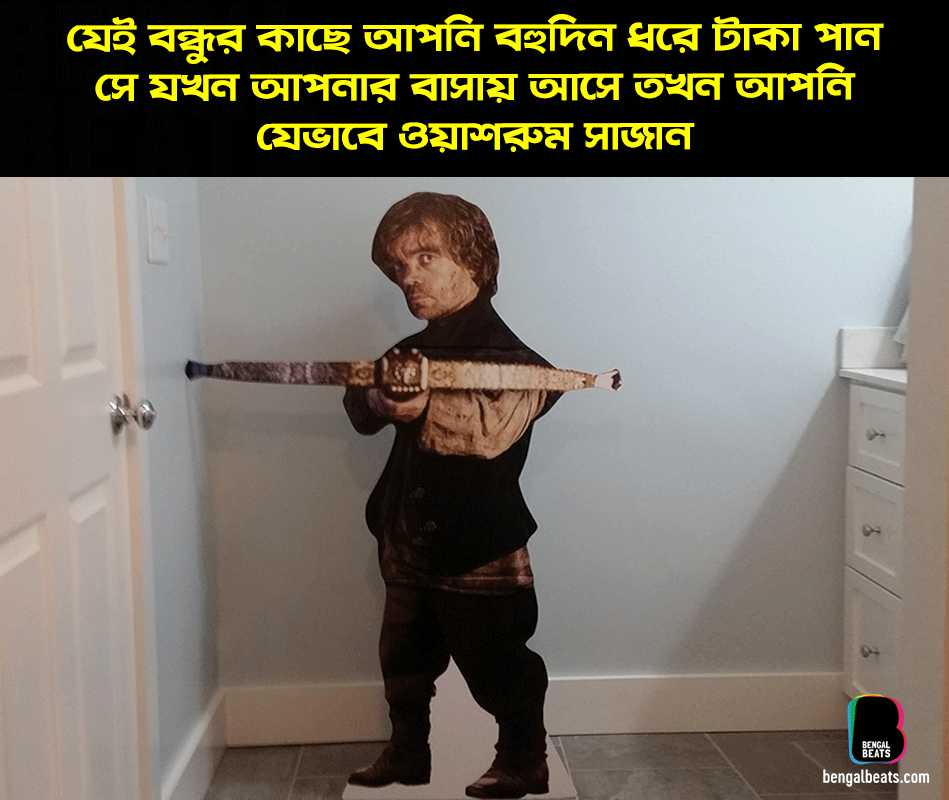 যেই বন্ধুর কাছে আপনি বহুদিন ধরে টাকা পান
সে যখন আপনার বাসায় আসে তখন আপনি
যেভাবে ওয়াশরুম সাজান
BENGAL
BEATS
bengalbeats.com